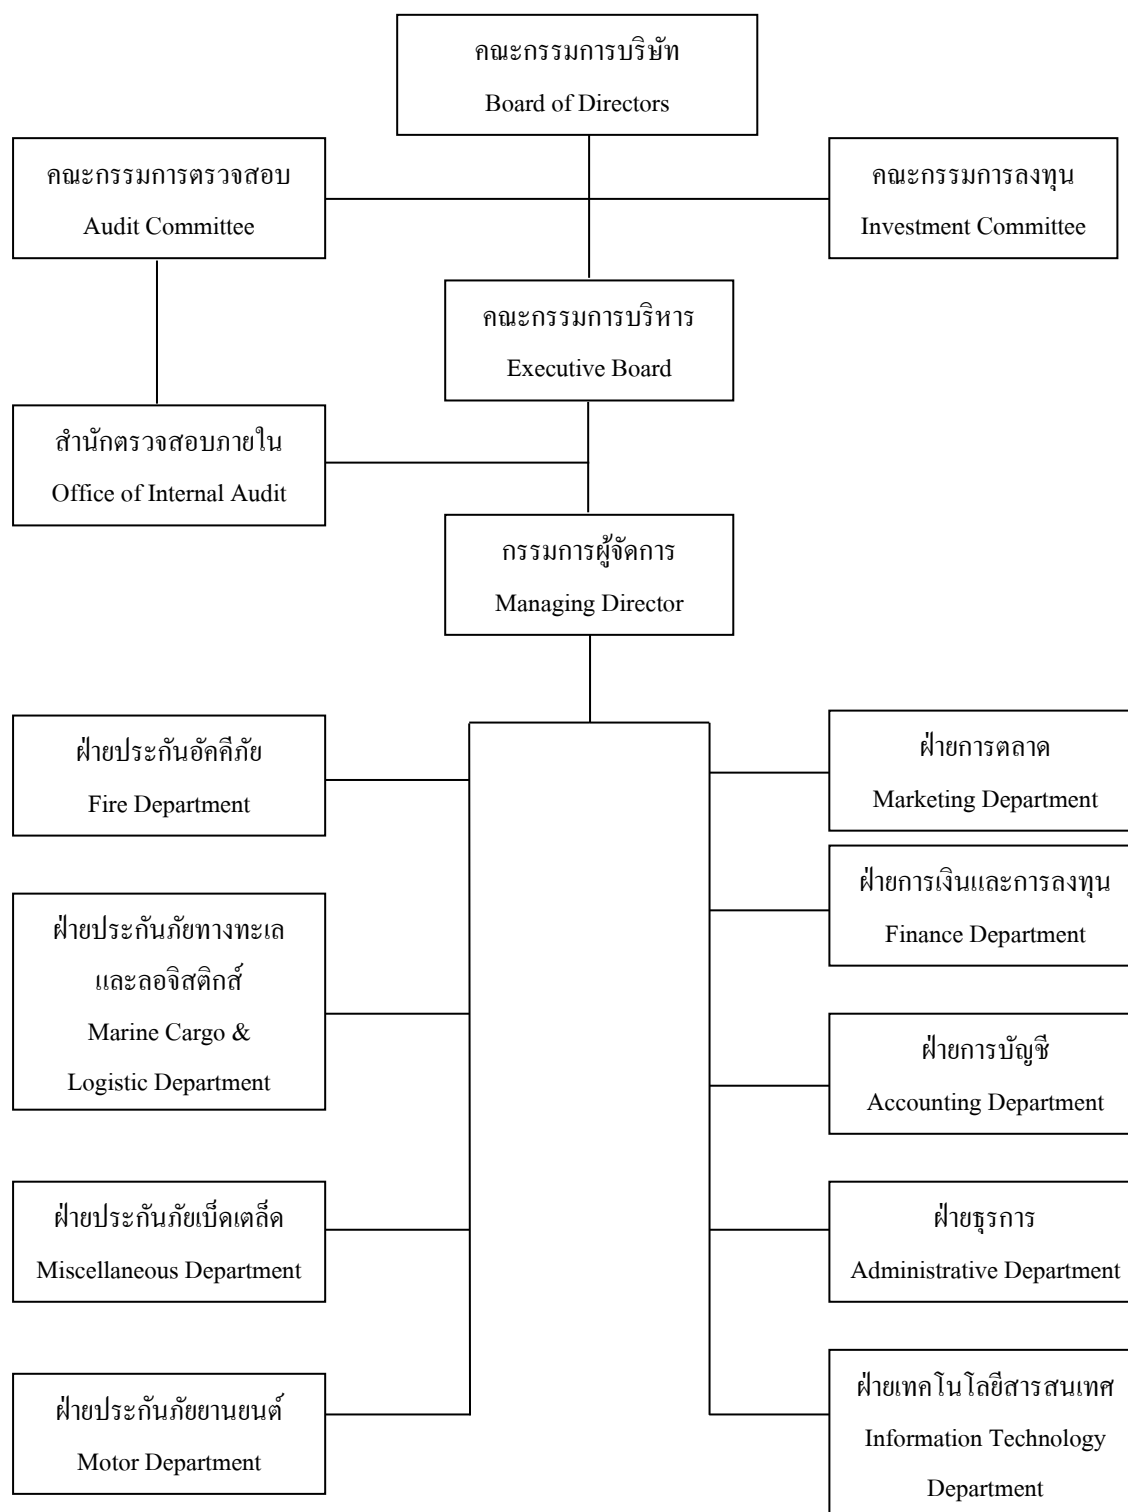 คณะกรรมการบริษัท
Board of Directors
คณะกรรมการตรวจสอบ
Audit Committee
คณะกรรมการลงทุน
Investment Committee
คณะกรรมการบริหาร
Executive Board
สำนักตรวจสอบภายใน
Office of Internal Audit
กรรมการผู้จัดการ
Managing Director
ฝ่ายประกันอัคคีภัย
Fire Department
ฝ่ายการตลาด
Marketing Department
ฝ่ายการเงินและการลงทุน
Finance Department
ฝ่ายประกันภัยทางทะเล
และลอจิสติกส์
Marine Cargo &
Logistic Department
ฝ่ายการบัญชี
Accounting Department
ฝ่ายประกันภัยเบ็ดเตล็ด
Miscellaneous Department
ฝ่ายธุรการ
Administrative Department
ฝ่ายประกันภัยยานยนต์
Motor Department
ฝ่ายเทคโนโลยีสารสนเทศ
Information Technology
Department